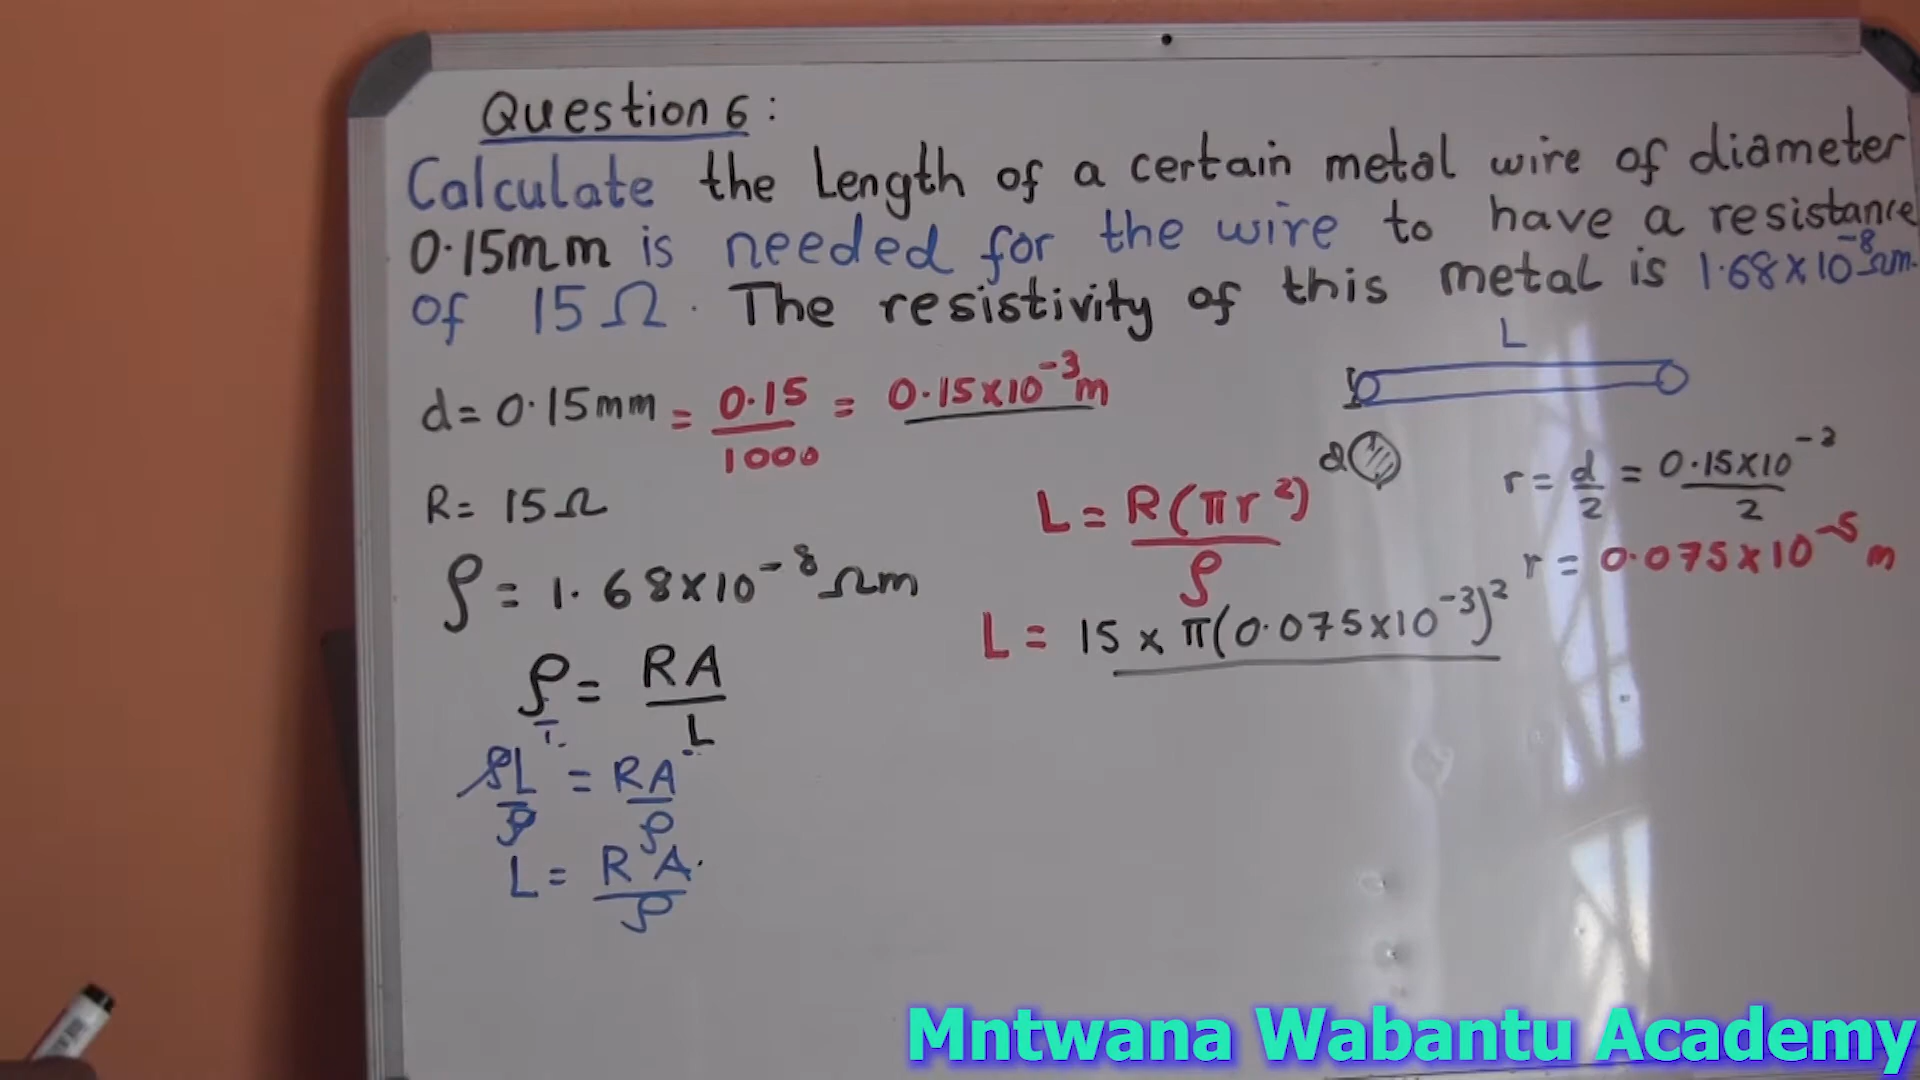 Question 6:
Calculate the length of a certain metal wire of diameter
0.15mm is needed for the wire to have a resistance
of 15Ω. The resistivity of this metal is 1.68×10⁻⁸Ωm.
L
d = 0.15mm = 0.15/1000 = 0.15×10⁻³m
d
r = d/2 = 0.15×10⁻³/2
R = 15Ω
L = R(πr²)/ρ
r = 0.075×10⁻⁵ m
ρ = 1.68×10⁻⁸ Ωm
L = 15 × π(0.075×10⁻³)²
ρ = RA/L
ρL/ρ = RA/ρ
L = RA/ρ
Mntwana Wabantu Academy